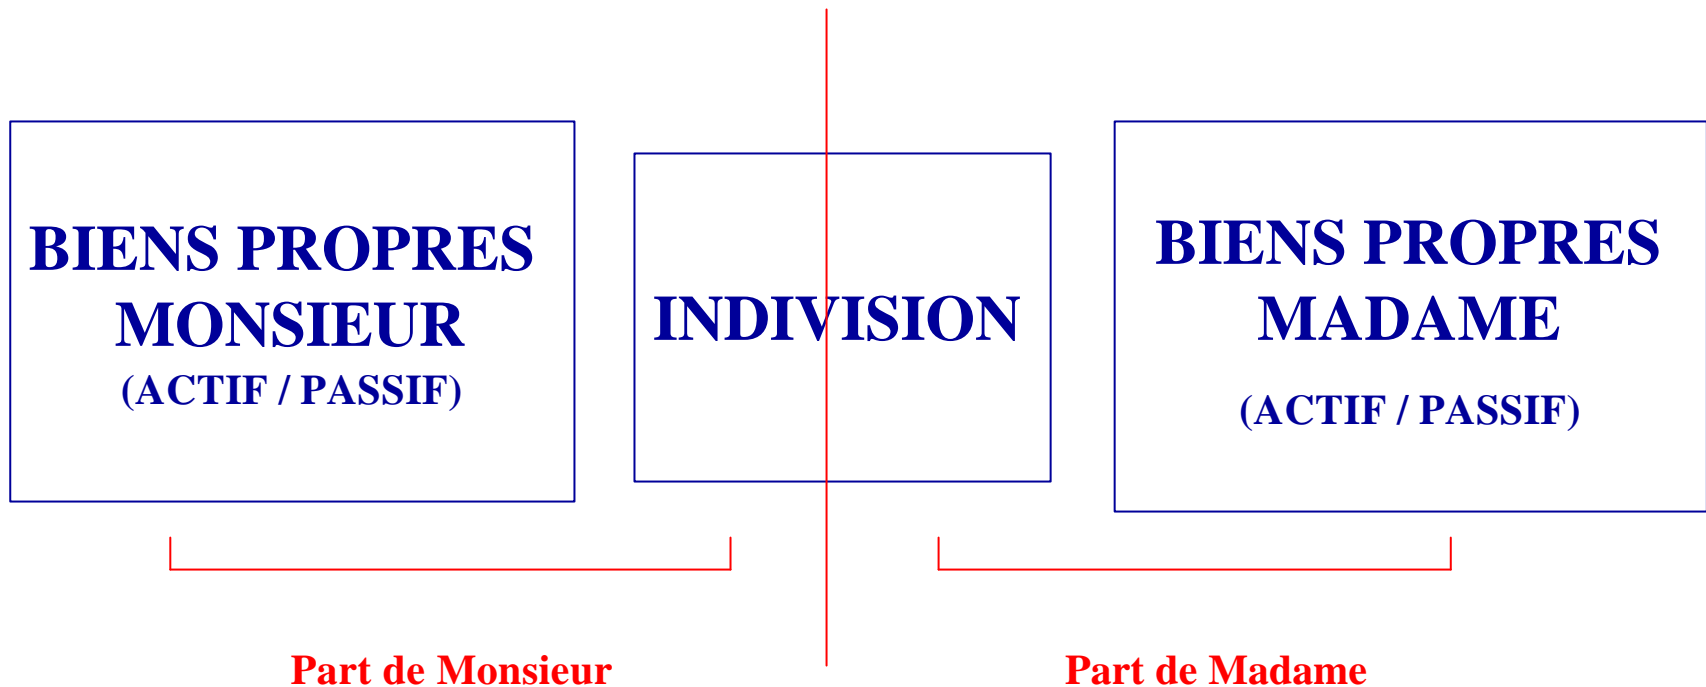 BIENS PROPRES
MONSIEUR
(ACTIF / PASSIF)
INDIVISION
BIENS PROPRES
MADAME
(ACTIF / PASSIF)
Part de Monsieur
Part de Madame